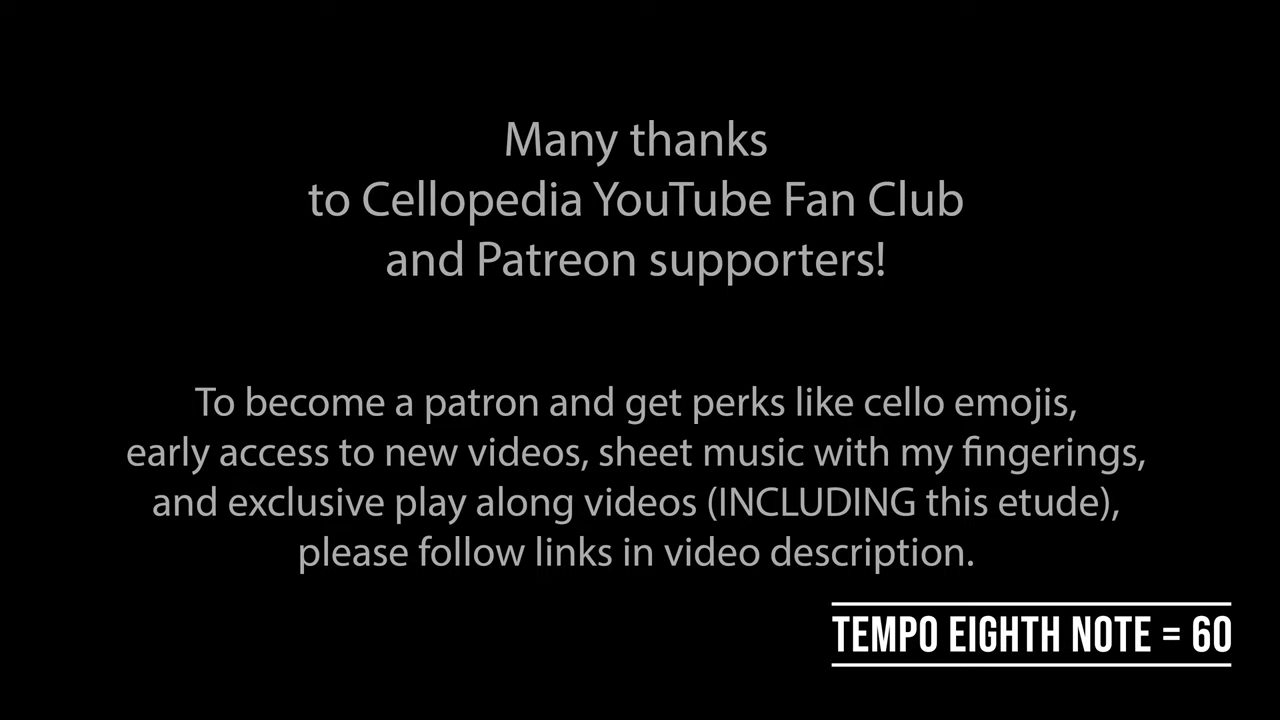 Many thanks
to Cellopedia YouTube Fan Club
and Patreon supporters!
To become a patron and get perks like cello emojis,
early access to new videos, sheet music with my fingerings,
and exclusive play along videos (INCLUDING this etude),
please follow links in video description.
TEMPO EIGHTH NOTE = 60